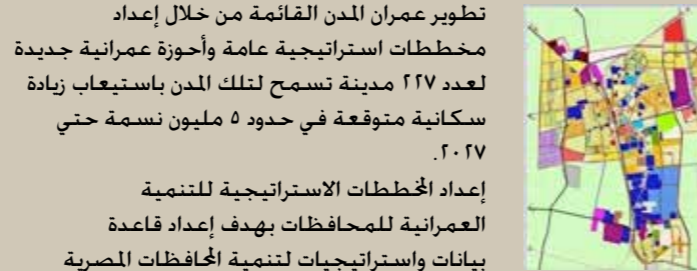 تطوير عمران المدن القائمة من خلال إعداد
مخططات استراتيجية عامة وأحوزة عمرانية جديدة
لعدد ٢٢٧ مدينة تسمح لتلك المدن باستيعاب زيادة
سكانية متوقعة في حدود ٥ مليون نسمة حتي
٢٠٢٧.
إعداد المخططات الاستراتيجية للتنمية
العمرانية للمحافظات بهدف إعداد قاعدة
بيانات واستراتيجيات لتنمية المحافظات المصرية